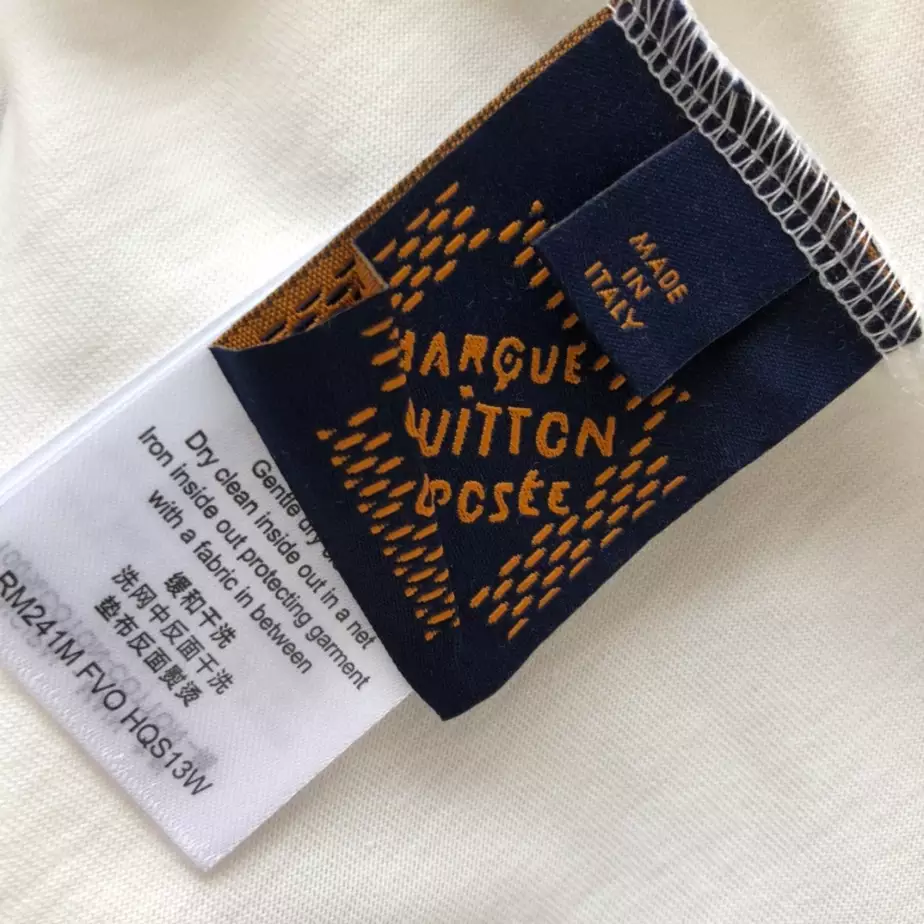 MADE
IN
ITALY
MARQUE
VUITTON
DÉPOSÉE
Gentle dry
Dry clean inside out in a net
Iron inside out protecting garment
with a fabric in between
缓和干洗
洗网中反面干洗
垫布反面熨烫
RM241M FVO HQS13W